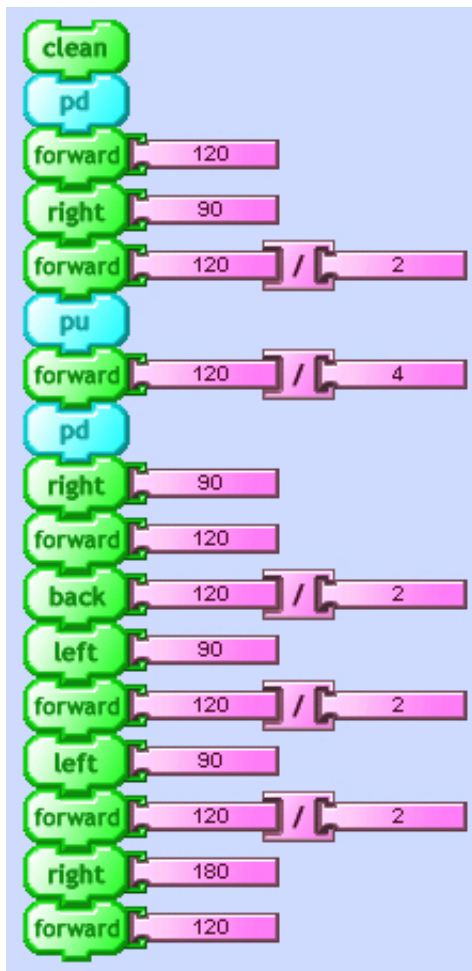 clean
pd
forward 120
right 90
forward 120 / 2
pu
forward 120 / 4
pd
right 90
forward 120
back 120 / 2
left 90
forward 120 / 2
left 90
forward 120 / 2
right 180
forward 120